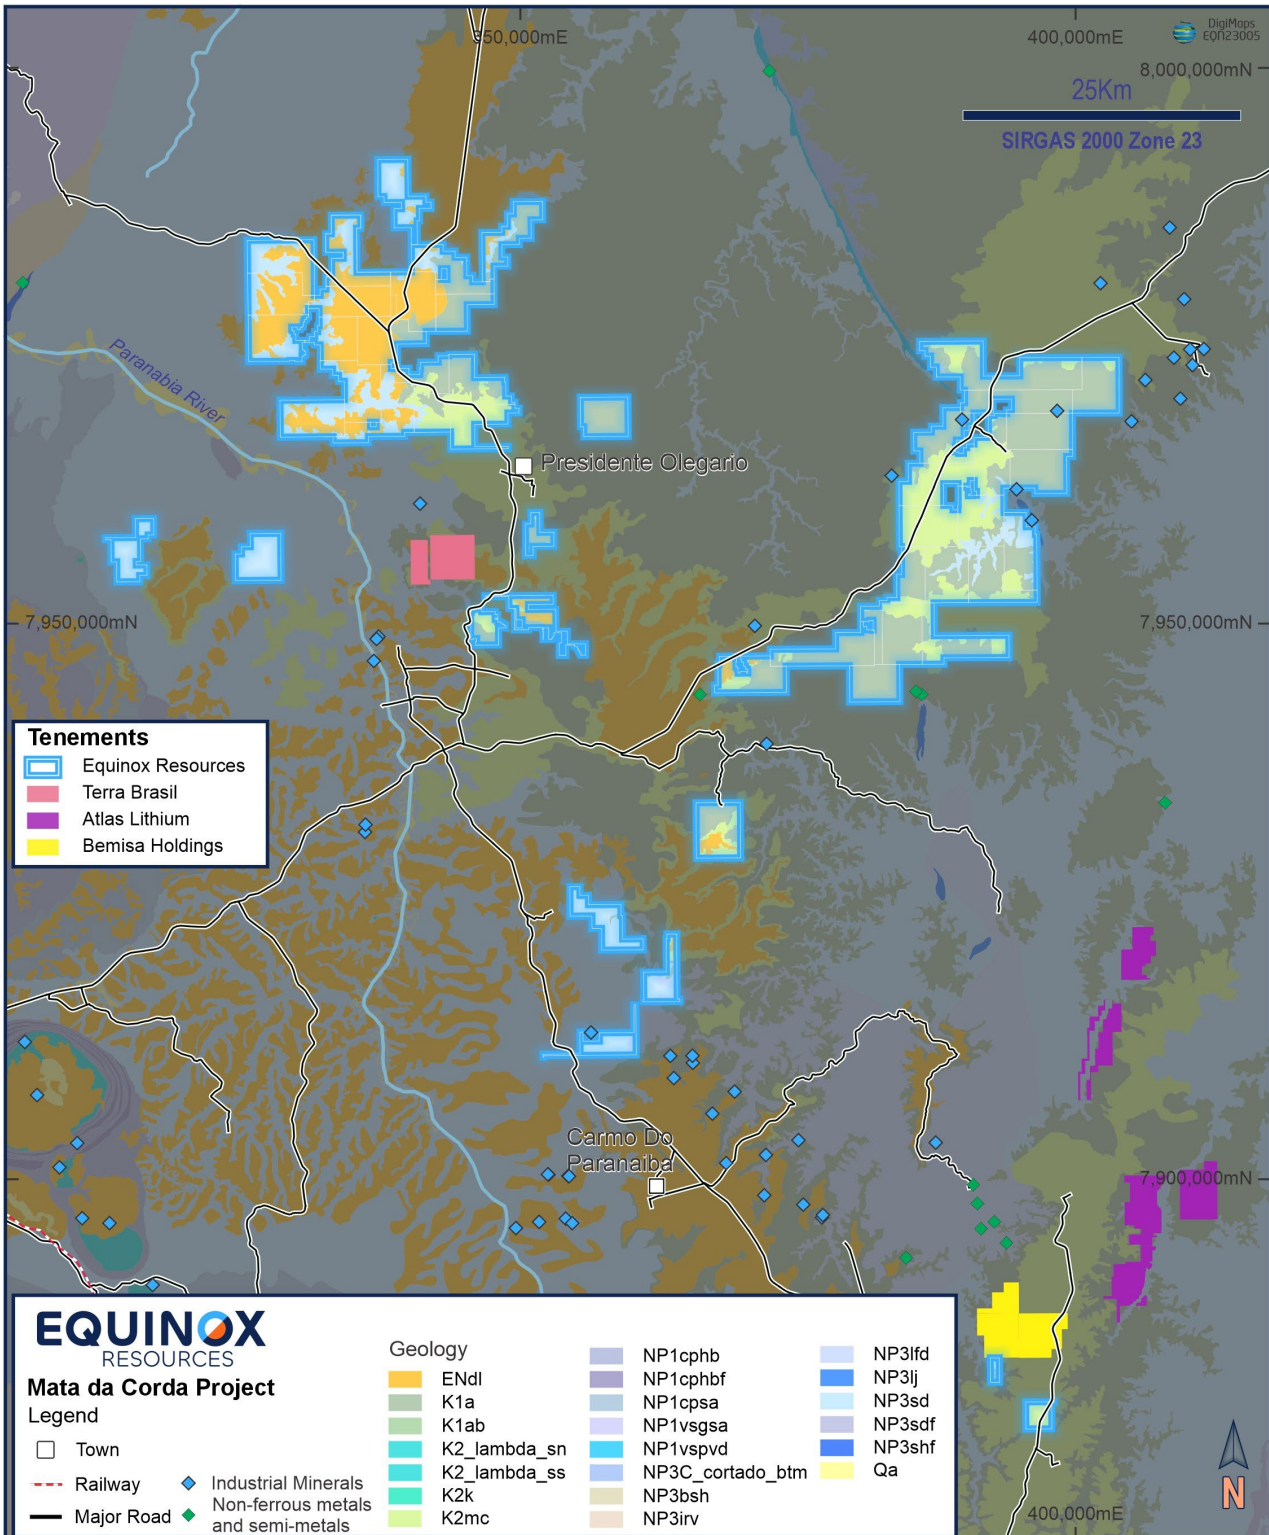 350,000mE
400,000mE
DigiMaps
EQN23005
8,000,000mN
25Km
SIRGAS 2000 Zone 23
Paranabia River
Presidente Olegario
7,950,000mN
7,950,000mN
Tenements
Equinox Resources
Terra Brasil
Atlas Lithium
Bemisa Holdings
Carmo Do
Paranaiba
7,900,000mN
EQUINOX
RESOURCES
Mata da Corda Project
Legend
Town
Railway
Major Road
Industrial Minerals
Non-ferrous metals
and semi-metals
Geology
ENdl
K1a
K1ab
K2_lambda_sn
K2_lambda_ss
K2k
K2mc
NP1cphb
NP1cphbf
NP1cpsa
NP1vsgsa
NP1vspvd
NP3C_cortado_btm
NP3bsh
NP3irv
NP3lfd
NP3lj
NP3sd
NP3sdf
NP3shf
Qa
N
400,000mE